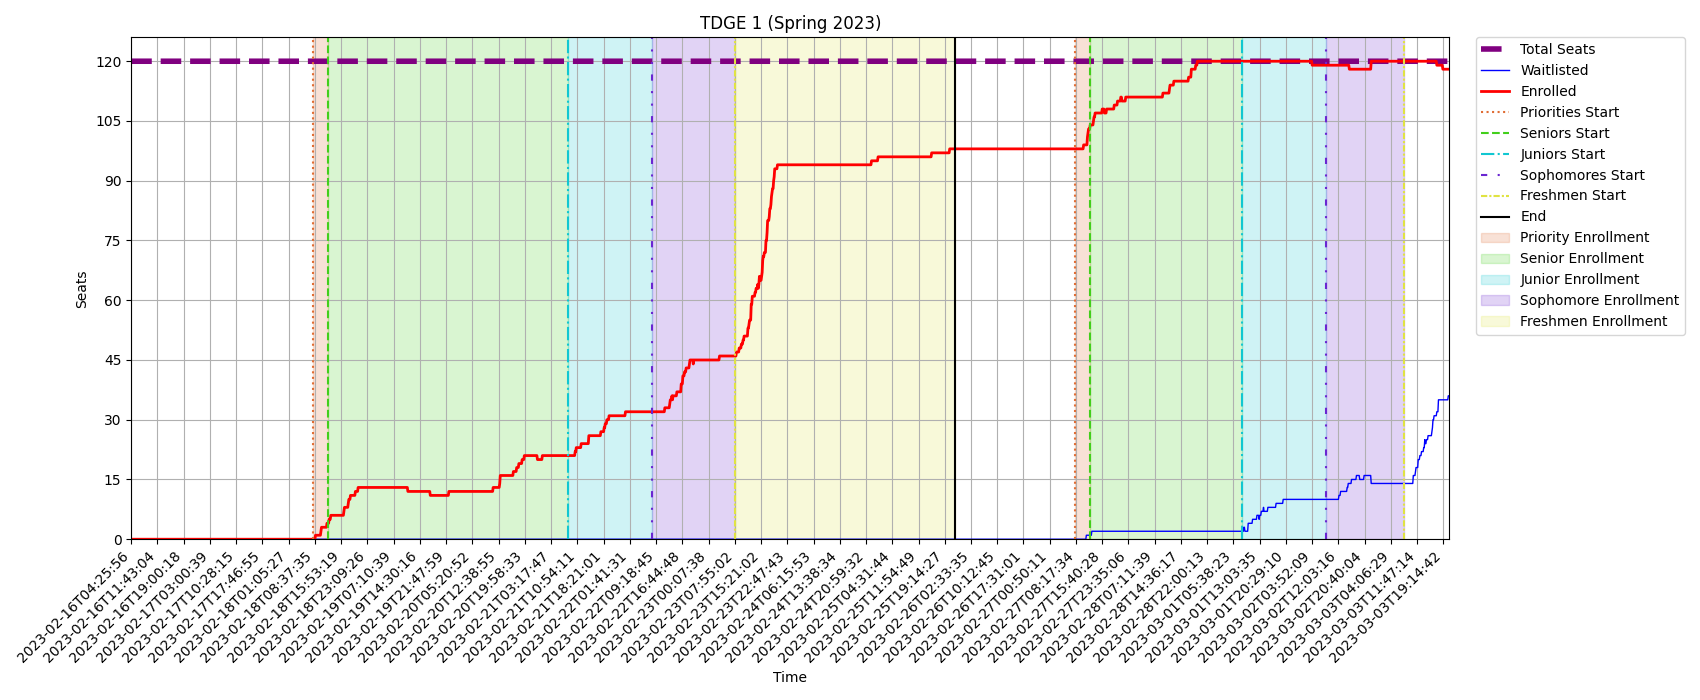 TDGE 1 (Spring 2023)
Seats
120
105
90
75
60
45
30
15
0
2023-02-16T04:25:56
2023-02-16T11:43:04
2023-02-16T19:00:18
2023-02-17T03:00:39
2023-02-17T10:28:15
2023-02-17T17:46:55
2023-02-18T01:05:27
2023-02-18T08:37:35
2023-02-18T15:53:19
2023-02-18T23:09:26
2023-02-19T07:10:39
2023-02-19T14:30:16
2023-02-19T21:47:59
2023-02-20T05:20:52
2023-02-20T12:38:55
2023-02-20T19:58:33
2023-02-21T03:17:47
2023-02-21T10:54:11
2023-02-21T18:21:01
2023-02-22T01:41:31
2023-02-22T09:18:45
2023-02-22T16:44:48
2023-02-23T00:07:38
2023-02-23T07:55:02
2023-02-23T15:21:02
2023-02-23T22:47:43
2023-02-24T06:15:53
2023-02-24T13:38:34
2023-02-24T20:59:32
2023-02-25T04:31:44
2023-02-25T11:54:49
2023-02-25T19:14:27
2023-02-26T02:33:35
2023-02-26T10:12:45
2023-02-26T17:31:01
2023-02-27T00:50:11
2023-02-27T08:17:34
2023-02-27T15:40:28
2023-02-27T23:35:06
2023-02-28T07:11:39
2023-02-28T14:36:17
2023-02-28T22:00:13
2023-03-01T05:38:23
2023-03-01T13:03:35
2023-03-01T20:29:10
2023-03-02T03:52:09
2023-03-02T12:03:16
2023-03-02T20:40:04
2023-03-03T04:06:29
2023-03-03T11:47:14
2023-03-03T19:14:42
Time
Total Seats
Waitlisted
Enrolled
Priorities Start
Seniors Start
Juniors Start
Sophomores Start
Freshmen Start
End
Priority Enrollment
Senior Enrollment
Junior Enrollment
Sophomore Enrollment
Freshmen Enrollment